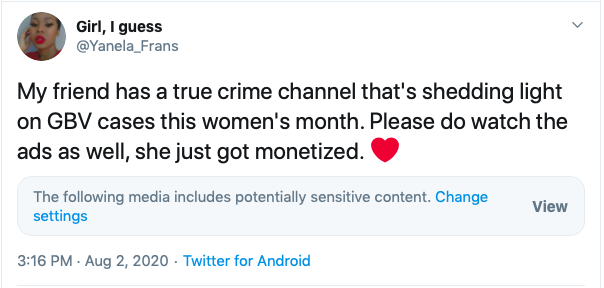 Girl, I guess
@Yanela_Frans
My friend has a true crime channel that's shedding light
on GBV cases this women's month. Please do watch the
ads as well, she just got monetized. ❤️
The following media includes potentially sensitive content. Change
settings
View
3:16 PM · Aug 2, 2020 · Twitter for Android